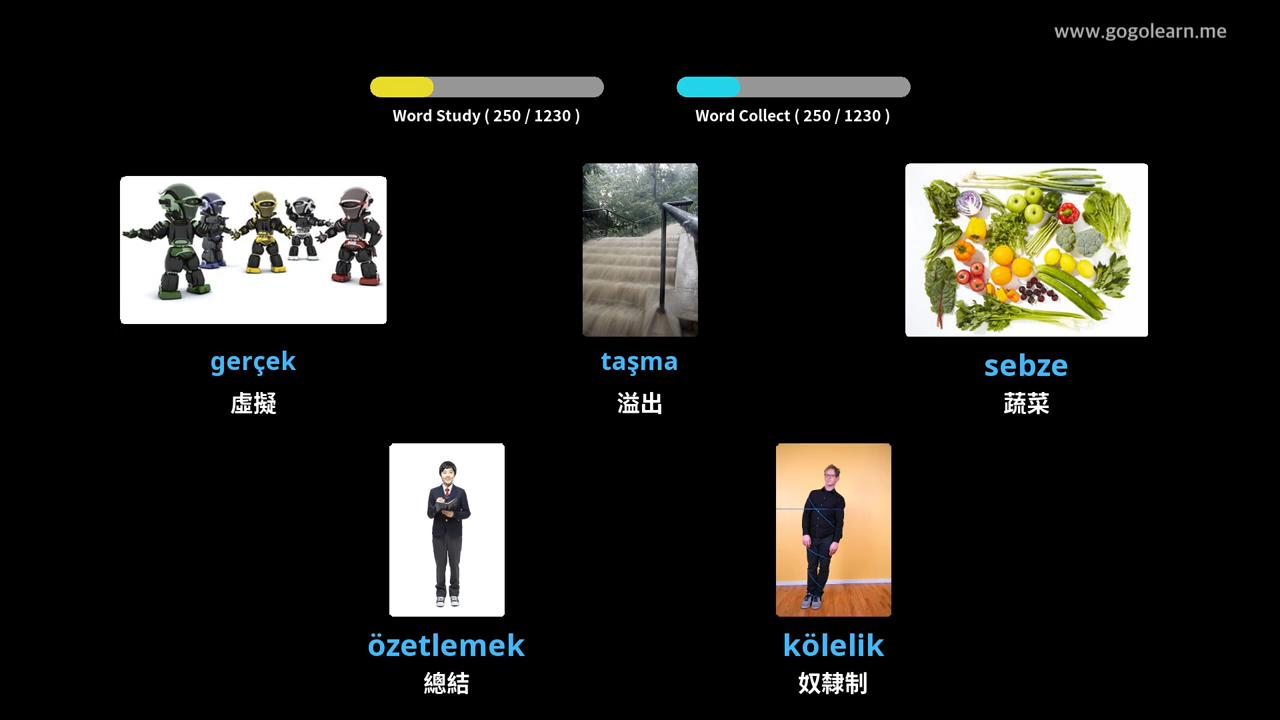 www.gogolearn.me
Word Study ( 250 / 1230 )
Word Collect ( 250 / 1230 )
gerçek
虛擬
taşma
溢出
sebze
蔬菜
özetlemek
總結
kölelik
奴隸制